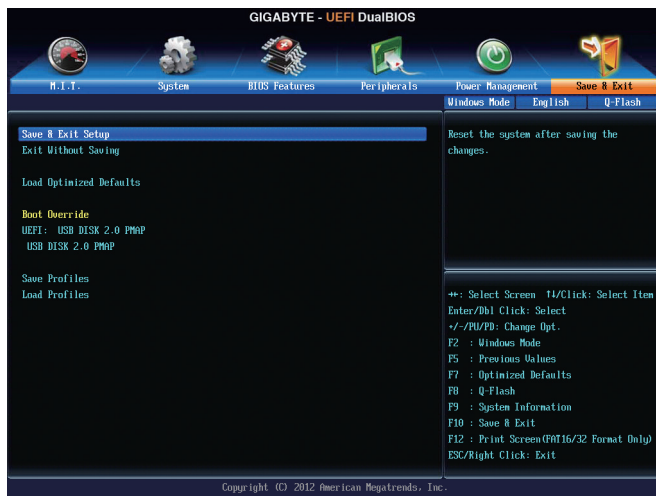 GIGABYTE - UEFI DualBIOS
M.I.T. System BIOS Features Peripherals Power Management Save & Exit
Windows Mode English Q-Flash
Save & Exit Setup
Exit Without Saving
Load Optimized Defaults
Boot Override
UEFI: USB DISK 2.0 PMAP
USB DISK 2.0 PMAP
Save Profiles
Load Profiles
Reset the system after saving the
changes.
→←: Select Screen ↑↓/Click: Select Item
Enter/Dbl Click: Select
+/-/PU/PD: Change Opt.
F2 : Windows Mode
F5 : Previous Values
F7 : Optimized Defaults
F8 : Q-Flash
F9 : System Information
F10 : Save & Exit
F12 : Print Screen(FAT16/32 Format Only)
ESC/Right Click: Exit
Copyright (C) 2012 American Megatrends, Inc.